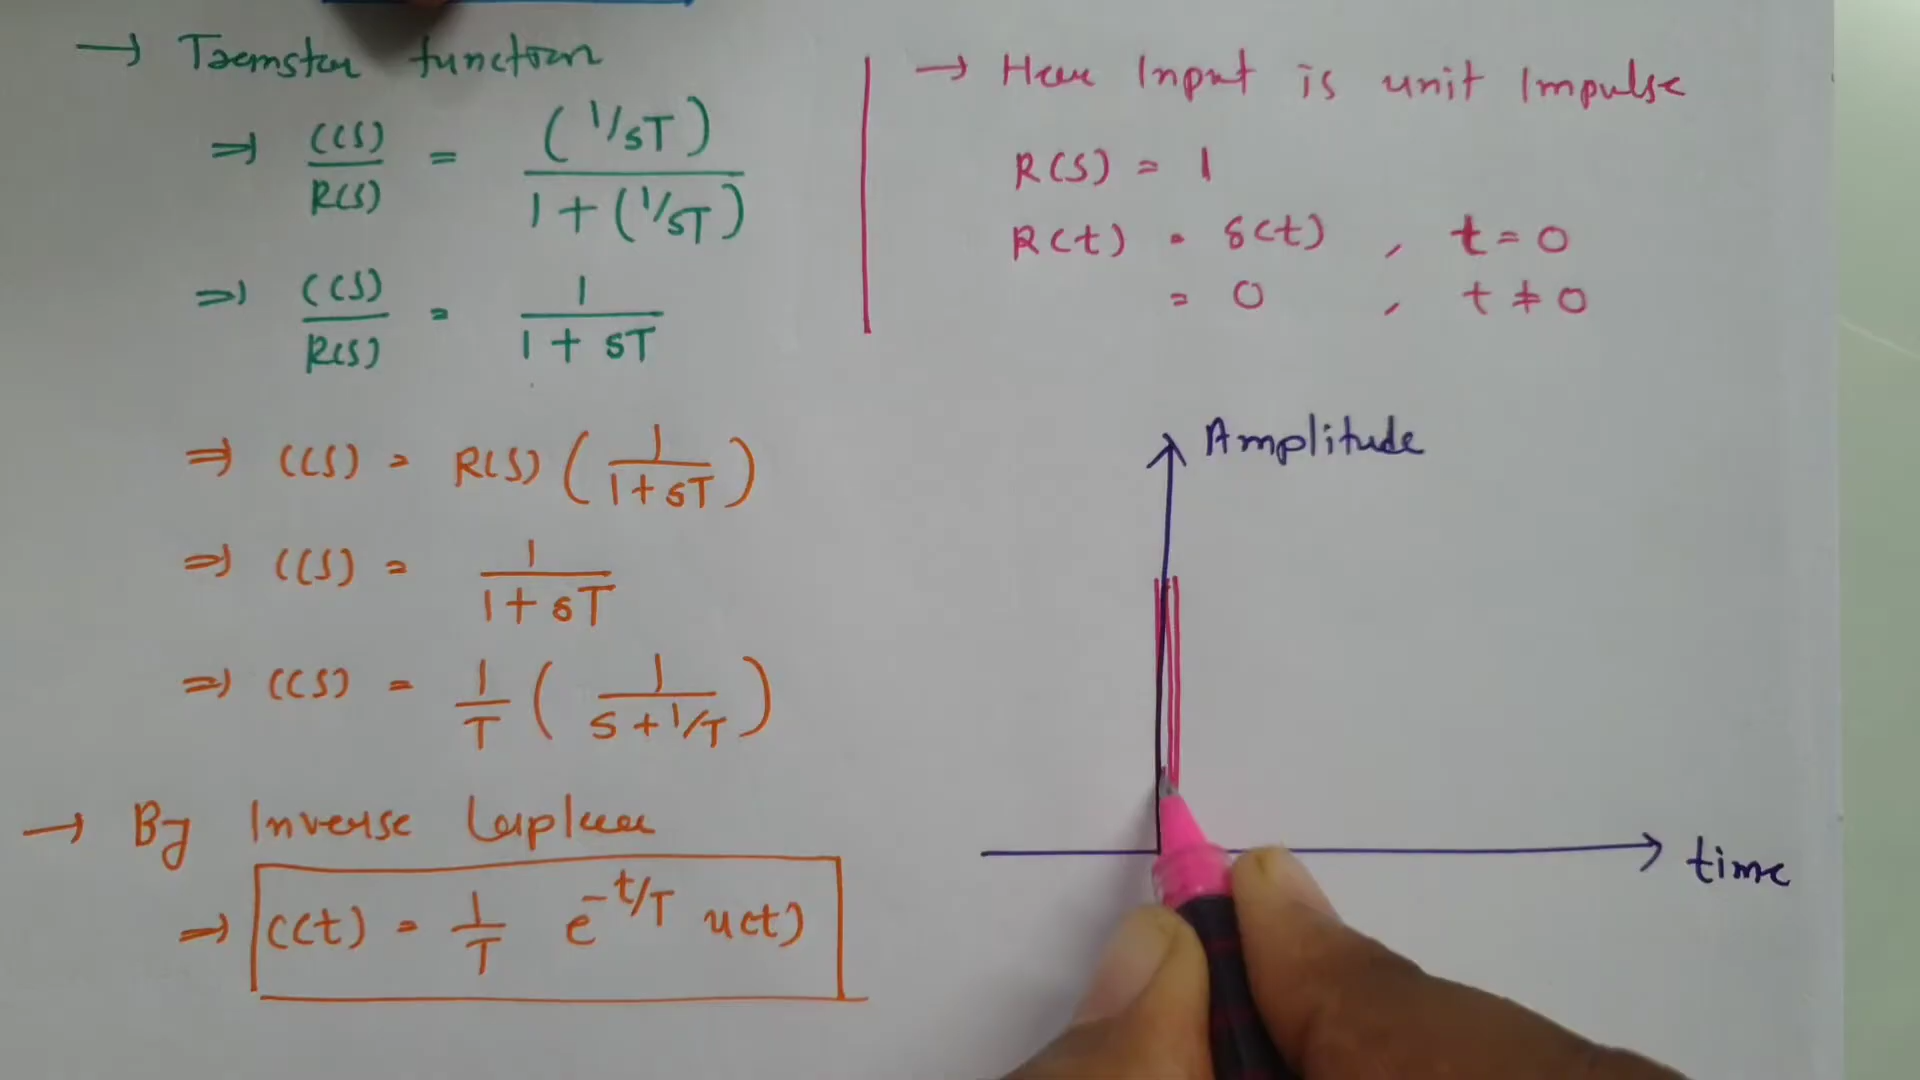 → Transfer function
⇒ C(S)/R(S) = (1/sT) / 1 + (1/sT)
⇒ C(S)/R(S) = 1 / 1 + sT
⇒ C(S) = R(S) (1 / 1 + sT)
⇒ C(S) = 1 / 1 + sT
⇒ C(S) = 1/T (1 / S + 1/T)
→ By Inverse Laplace
⇒ C(t) = 1/T e^-t/T u(t)
→ Here Input is unit Impulse
R(S) = 1
R(t) = δ(t) , t = 0
= 0 , t ≠ 0
Amplitude
time